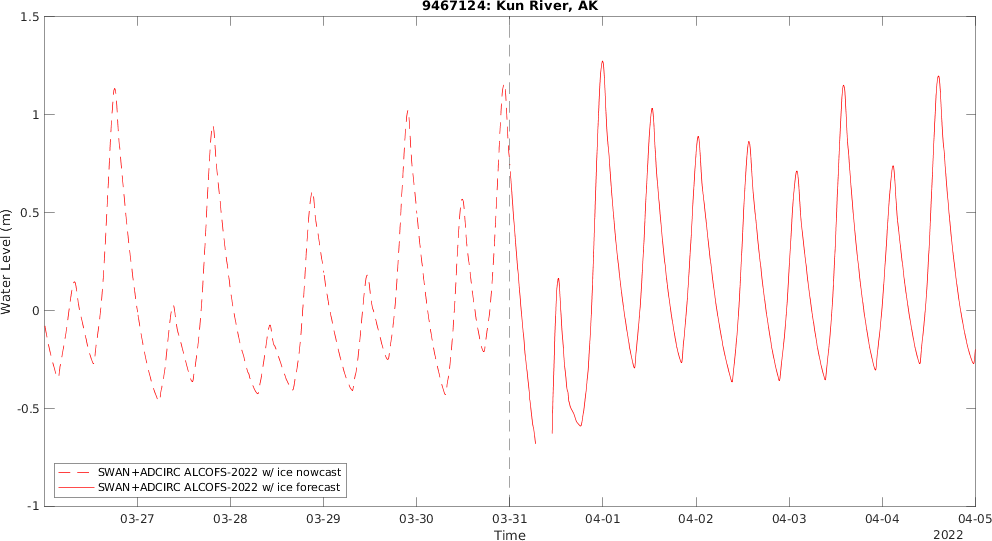 9467124: Kun River, AK
1.5
1
0.5
0
-0.5
-1
Water Level (m)
SWAN+ADCIRC ALCOFS-2022 w/ ice nowcast
SWAN+ADCIRC ALCOFS-2022 w/ ice forecast
03-27 03-28 03-29 03-30 03-31 04-01 04-02 04-03 04-04 04-05
Time
2022